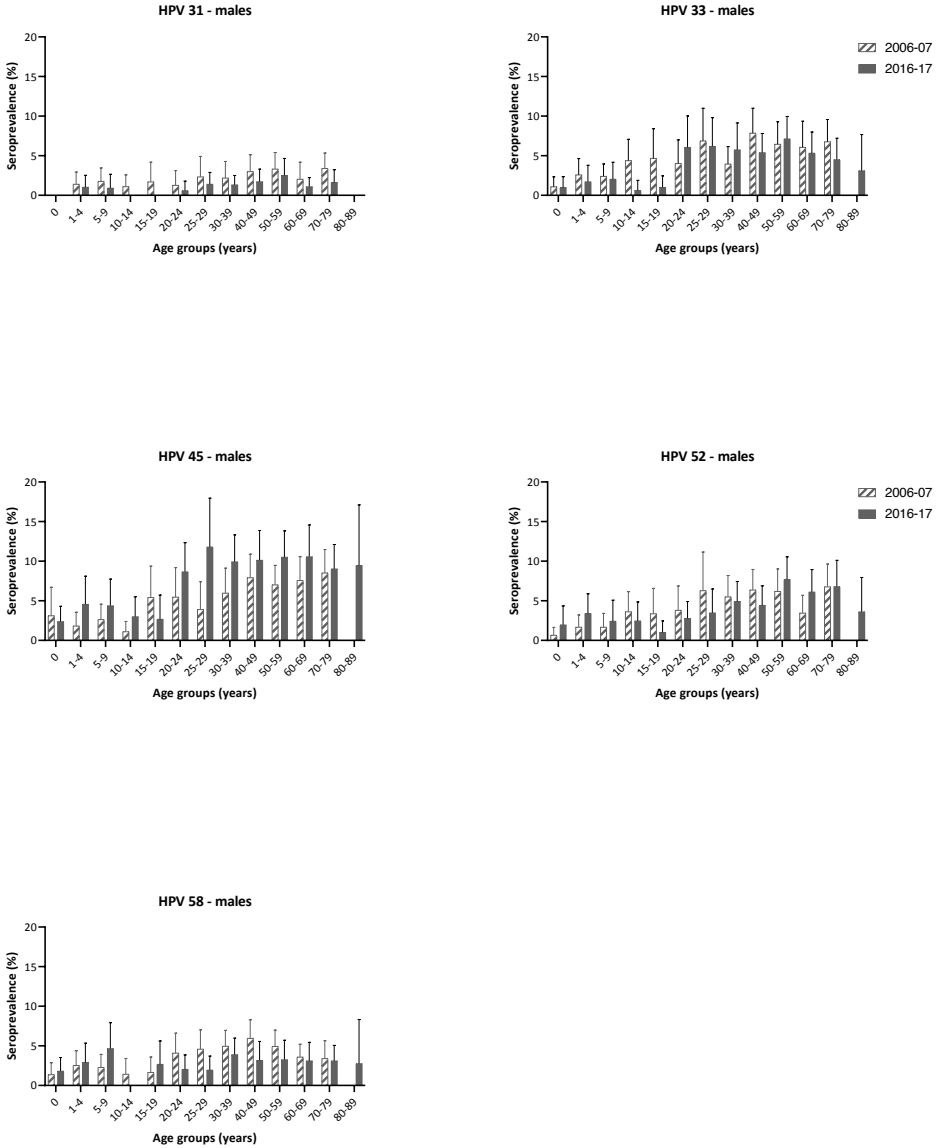 HPV 31 - males
20
15
10
5
0
Seroprevalence (%)
0 1-4 5-9 10-14 15-19 20-24 25-29 30-39 40-49 50-59 60-69 70-79 80-89
Age groups (years)
HPV 33 - males
20
15
10
5
0
Seroprevalence (%)
0 1-4 5-9 10-14 15-19 20-24 25-29 30-39 40-49 50-59 60-69 70-79 80-89
Age groups (years)
2006-07
2016-17
HPV 45 - males
20
15
10
5
0
Seroprevalence (%)
0 1-4 5-9 10-14 15-19 20-24 25-29 30-39 40-49 50-59 60-69 70-79 80-89
Age groups (years)
HPV 52 - males
20
15
10
5
0
Seroprevalence (%)
0 1-4 5-9 10-14 15-19 20-24 25-29 30-39 40-49 50-59 60-69 70-79 80-89
Age groups (years)
2006-07
2016-17
HPV 58 - males
20
15
10
5
0
Seroprevalence (%)
0 1-4 5-9 10-14 15-19 20-24 25-29 30-39 40-49 50-59 60-69 70-79 80-89
Age groups (years)